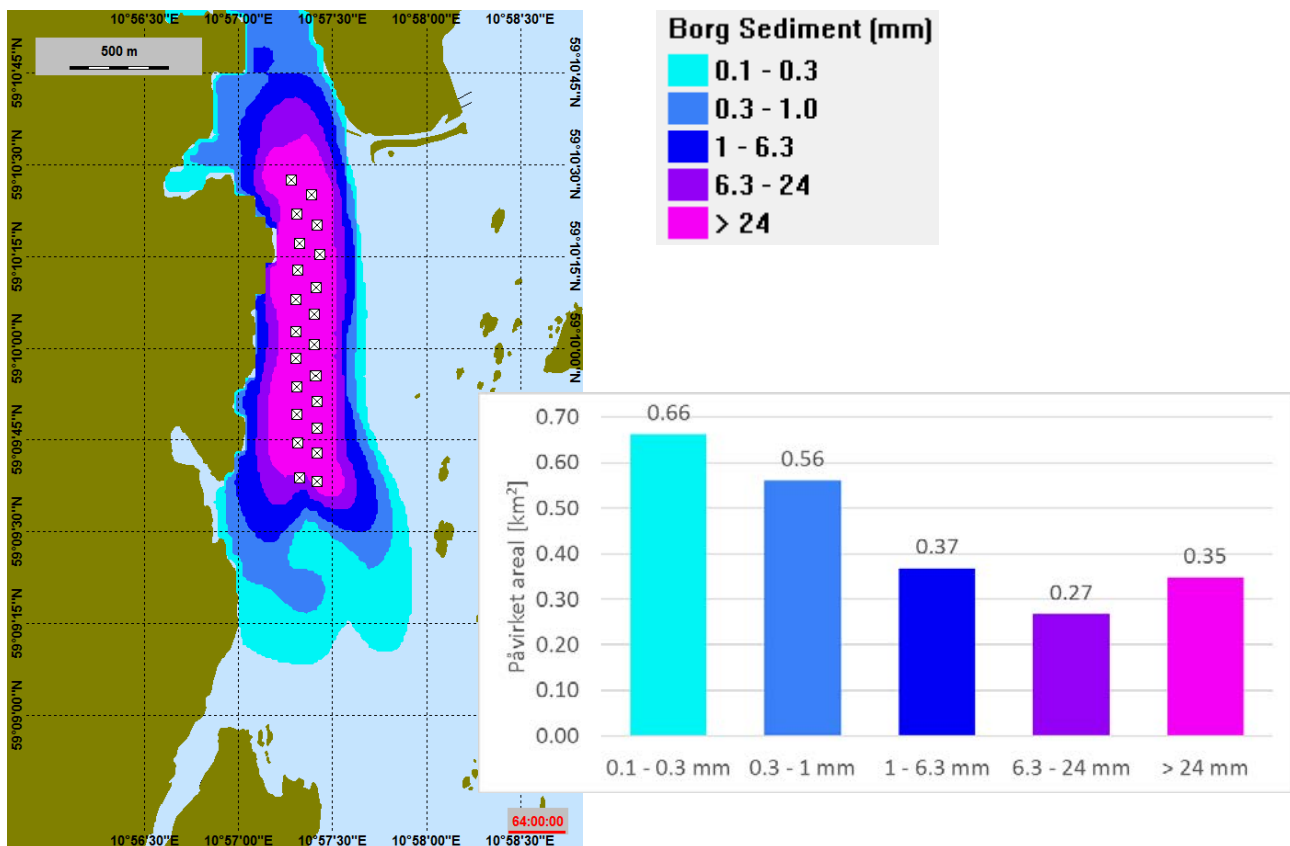 10°56'30"E 10°57'00"E 10°57'30"E 10°58'00"E 10°58'30"E
500 m
59°10'45"N
59°10'30"N
59°10'15"N
59°10'00"N
59°09'45"N
59°09'30"N
59°09'15"N
59°09'00"N
59°10'45"N
59°10'30"N
59°10'15"N
59°10'00"N
64:00:00
10°56'30"E 10°57'00"E 10°57'30"E 10°58'00"E 10°58'30"E
Borg Sediment (mm)
0.1 - 0.3
0.3 - 1.0
1 - 6.3
6.3 - 24
> 24
Påvirket areal [km²]
0.70
0.60
0.50
0.40
0.30
0.20
0.10
0.00
0.66
0.56
0.37
0.27
0.35
0.1 - 0.3 mm 0.3 - 1 mm 1 - 6.3 mm 6.3 - 24 mm > 24 mm